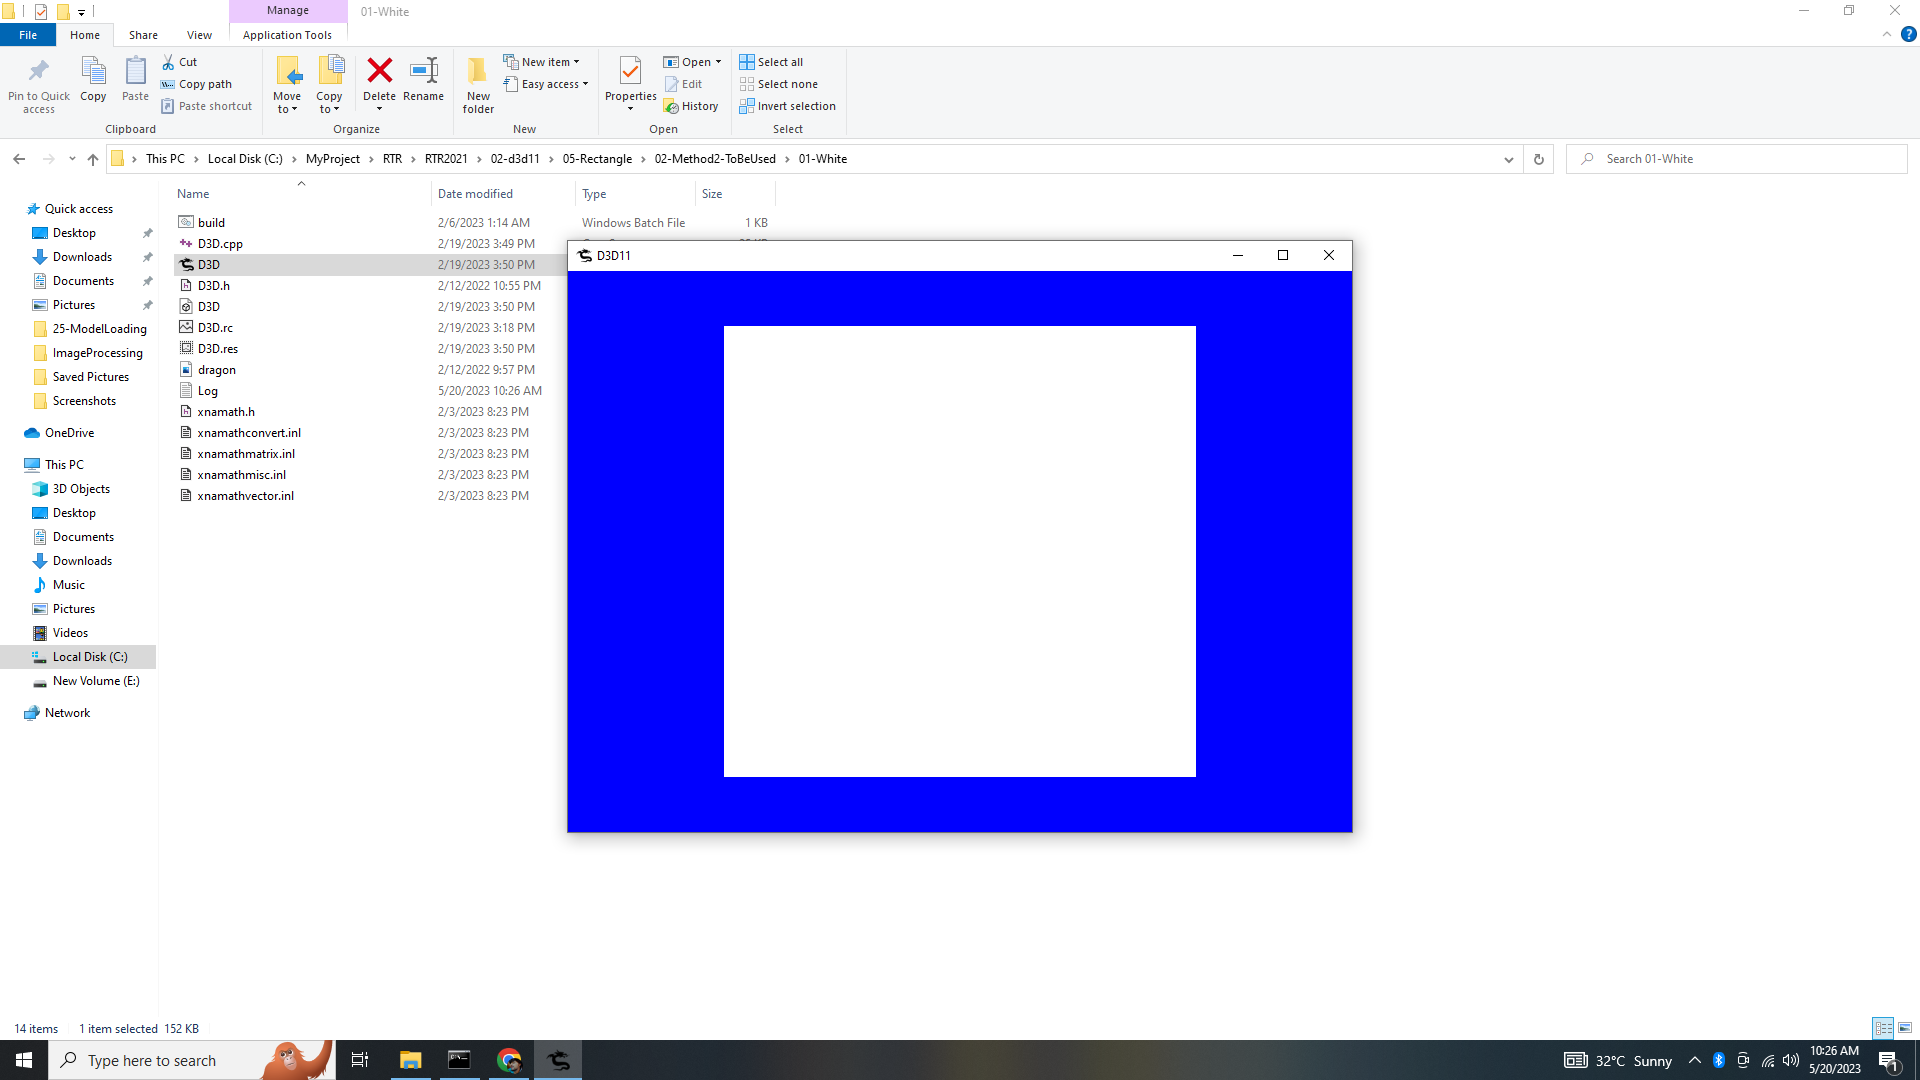 Manage
01-White
File
Home
Share
View
Application Tools
Pin to Quick access
Copy
Paste
Cut
Copy path
Paste shortcut
Clipboard
Move to
Copy to
Delete
Rename
Organize
New folder
New item
Easy access
New
Properties
Open
Edit
History
Open
Select all
Select none
Invert selection
Select
This PC > Local Disk (C:) > MyProject > RTR > RTR2021 > 02-d3d11 > 05-Rectangle > 02-Method2-ToBeUsed > 01-White
Search 01-White
Quick access
Desktop
Downloads
Documents
Pictures
25-ModelLoading
ImageProcessing
Saved Pictures
Screenshots
OneDrive
This PC
3D Objects
Desktop
Documents
Downloads
Music
Pictures
Videos
Local Disk (C:)
New Volume (E:)
Network
Name Date modified Type Size
build 2/6/2023 1:14 AM Windows Batch File 1 KB
D3D.cpp 2/19/2023 3:49 PM
D3D 2/19/2023 3:50 PM
D3D.h 2/12/2022 10:55 PM
D3D 2/19/2023 3:50 PM
D3D.rc 2/19/2023 3:18 PM
D3D.res 2/19/2023 3:50 PM
dragon 2/12/2022 9:57 PM
Log 5/20/2023 10:26 AM
xnamath.h 2/3/2023 8:23 PM
xnamathconvert.inl 2/3/2023 8:23 PM
xnamathmatrix.inl 2/3/2023 8:23 PM
xnamathmisc.inl 2/3/2023 8:23 PM
xnamathvector.inl 2/3/2023 8:23 PM
D3D11
14 items 1 item selected 152 KB
Type here to search
32°C Sunny
10:26 AM
5/20/2023
1